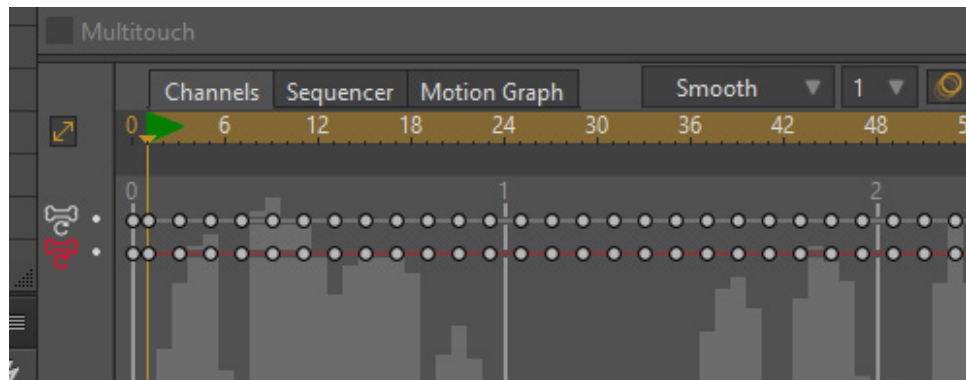 Multitouch
Channels Sequencer Motion Graph Smooth 1
0 6 12 18 24 30 36 42 48
0 1 2